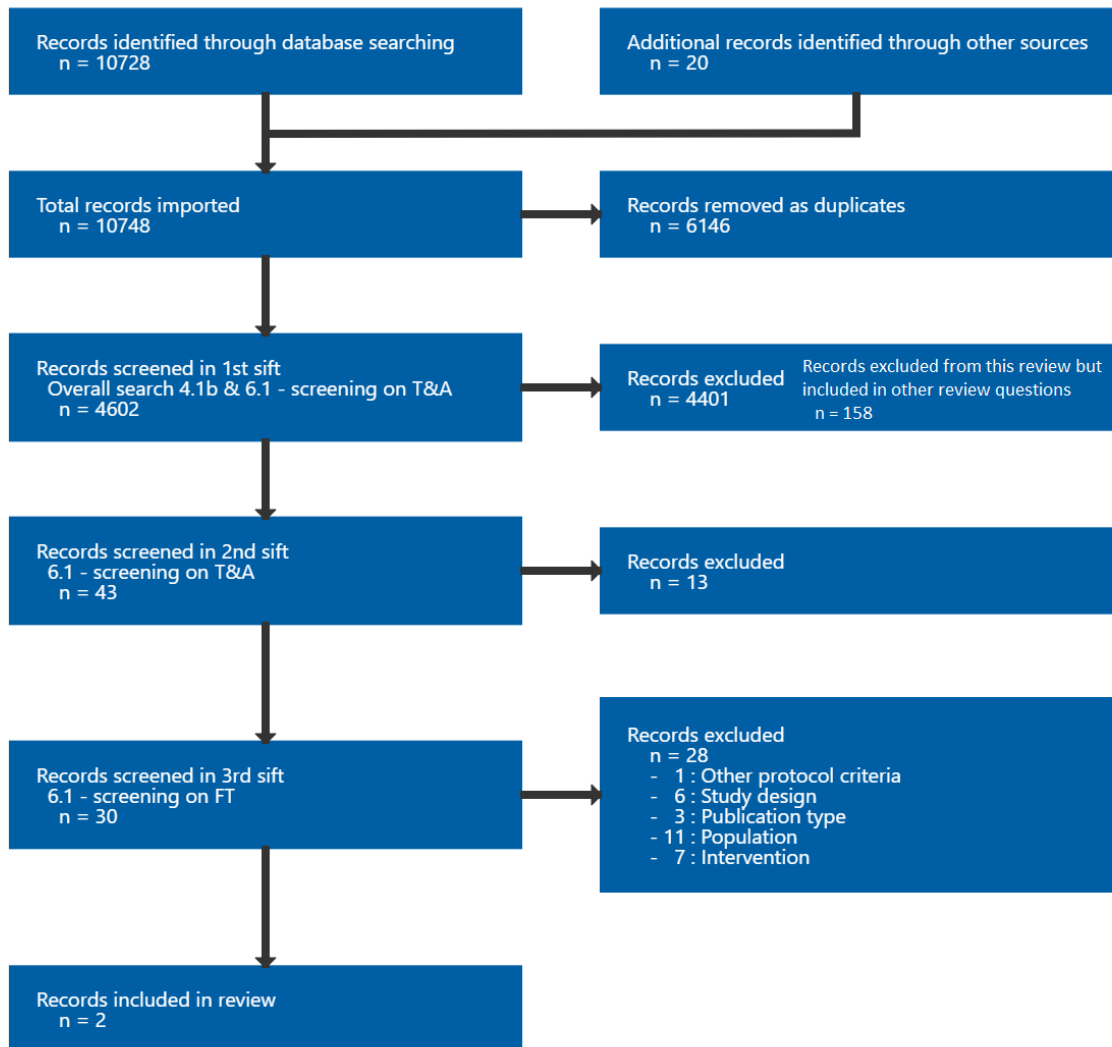 Records identified through database searching
n = 10728
Additional records identified through other sources
n = 20
Total records imported
n = 10748
Records removed as duplicates
n = 6146
Records screened in 1st sift
Overall search 4.1b & 6.1 - screening on T&A
n = 4602
Records excluded
n = 4401
Records excluded from this review but
included in other review questions
n = 158
Records screened in 2nd sift
6.1 - screening on T&A
n = 43
Records excluded
n = 13
Records screened in 3rd sift
6.1 - screening on FT
n = 30
Records excluded
n = 28
- 1 : Other protocol criteria
- 6 : Study design
- 3 : Publication type
- 11 : Population
- 7 : Intervention
Records included in review
n = 2